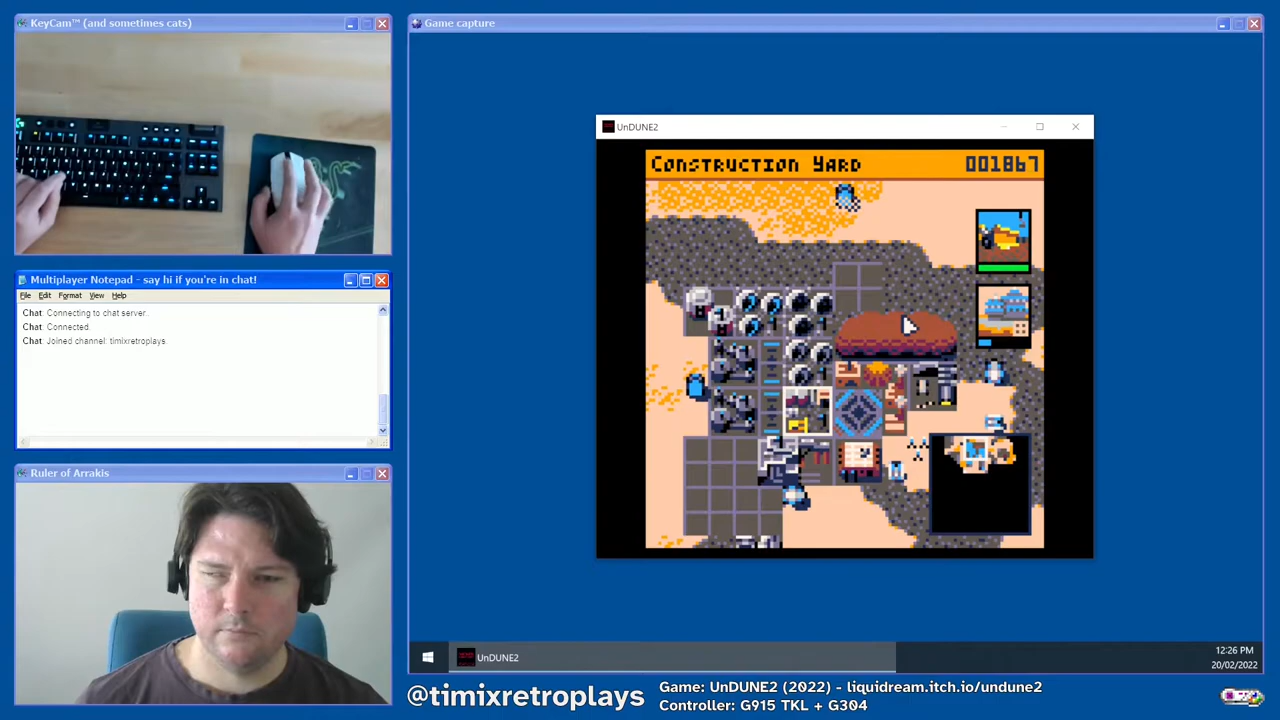 KeyCam™ (and sometimes cats)
Game capture
UnDUNE2
Construction Yard
001867
Multiplayer Notepad - say hi if you're in chat!
File Edit Format View Help
Chat: Connecting to chat server.
Chat: Connected.
Chat: Joined channel: timixretroplays.
Ruler of Arrakis
UnDUNE2
12:26 PM
20/02/2022
@timixretroplays
Game: UnDUNE2 (2022) - liquidream.itch.io/undune2
Controller: G915 TKL + G304